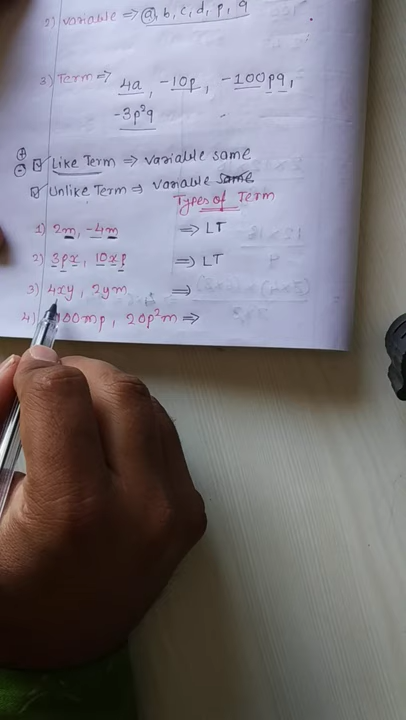 2) variable ⇒ a, b, c, d, p, q
3) Term ⇒ 4a, -10p, -100pq,
-3p²q
Like Term ⇒ variable same
Unlike Term ⇒ variable same
Types of Term
1) 2m, -4m ⇒ LT
2) 3px, 10xp ⇒ LT
3) 4xy, 2ym ⇒
4) 100mp, 20p²m ⇒